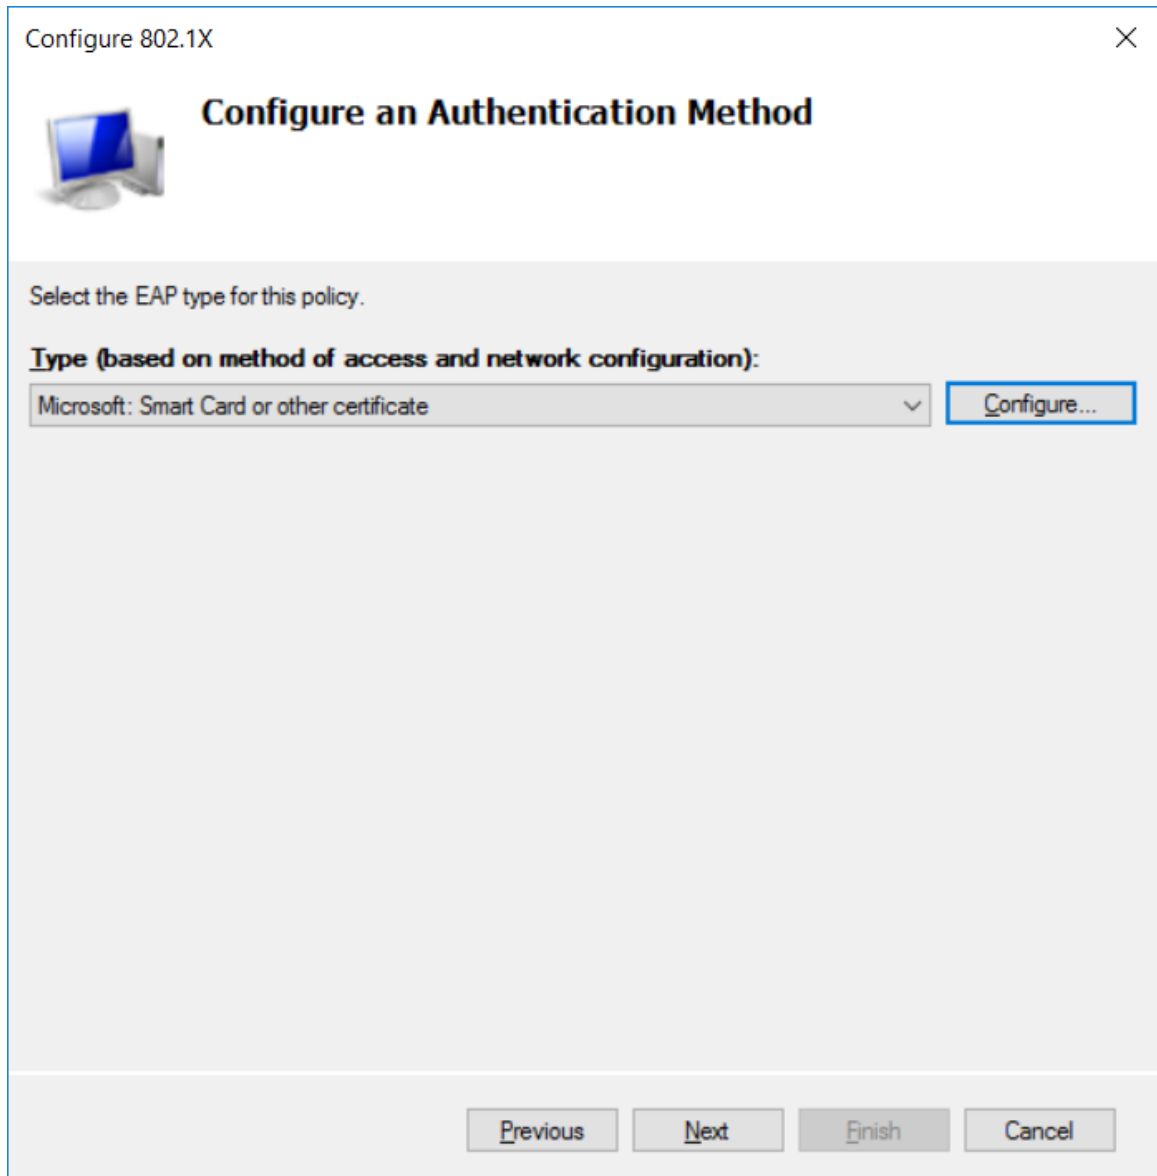 Configure 802.1X
Configure an Authentication Method
Select the EAP type for this policy.
Type (based on method of access and network configuration):
Microsoft: Smart Card or other certificate
Configure...
Previous
Next
Finish
Cancel